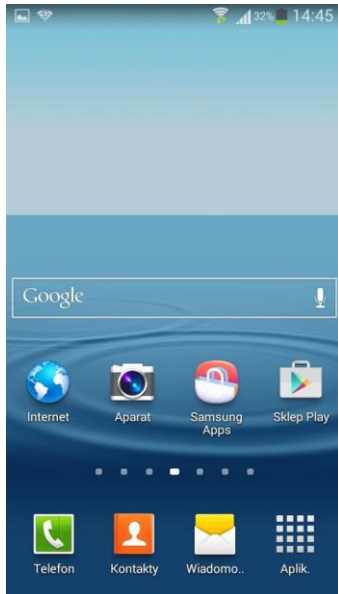 32% 14:45
Google
Internet
Aparat
Samsung
Apps
Sklep Play
Telefon
Kontakty
Wiadomo..
Aplik.